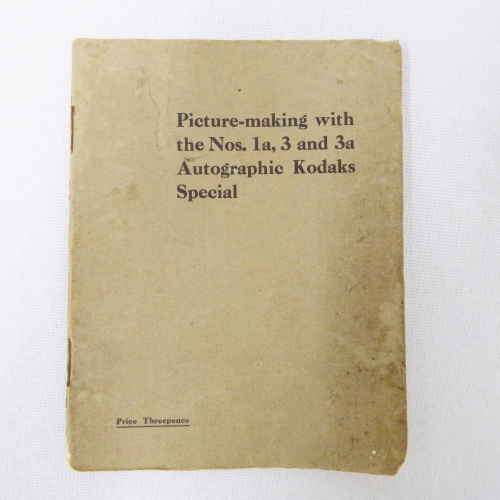 Picture-making with
the Nos. 1a, 3 and 3a
Autographic Kodaks
Special
Price Threepence